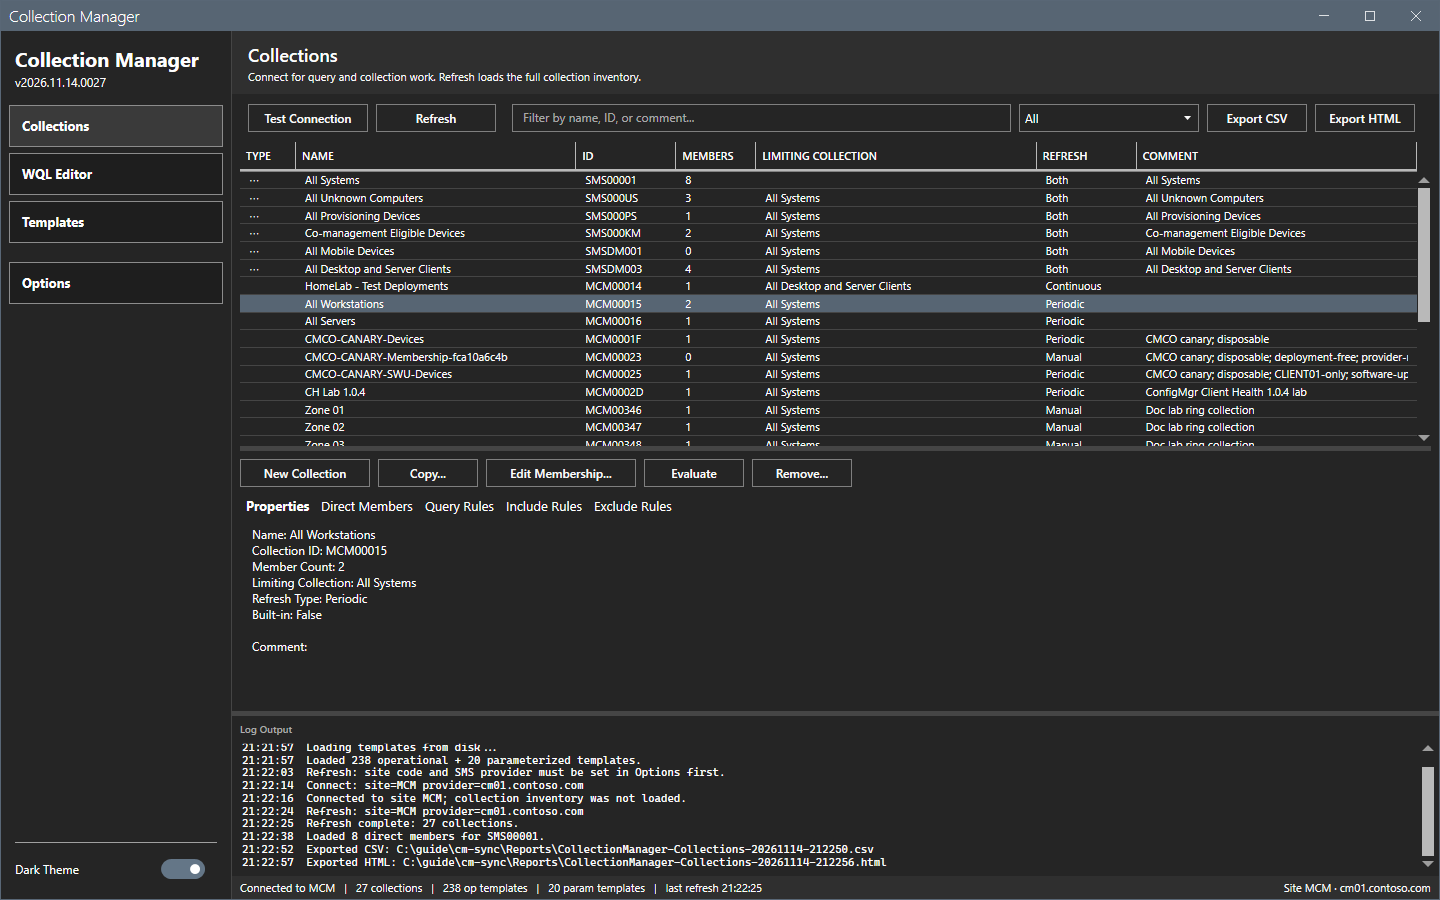 Collection Manager
Collection Manager
v2026.11.14.0027
Collections
WQL Editor
Templates
Options
Dark Theme
Collections
Connect for query and collection work. Refresh loads the full collection inventory.
Test Connection Refresh Filter by name, ID, or comment... All Export CSV Export HTML
TYPE NAME ID MEMBERS LIMITING COLLECTION REFRESH COMMENT
... All Systems SMS00001 8 Both All Systems
... All Unknown Computers SMS000US 3 All Systems Both All Unknown Computers
... All Provisioning Devices SMS000PS 1 All Systems Both All Provisioning Devices
... Co-management Eligible Devices SMS000KM 2 All Systems Both Co-management Eligible Devices
... All Mobile Devices SMSDM001 0 All Systems Both All Mobile Devices
... All Desktop and Server Clients SMSDM003 4 All Systems Both All Desktop and Server Clients
HomeLab - Test Deployments MCM00014 1 All Desktop and Server Clients Continuous
All Workstations MCM00015 2 All Systems Periodic
All Servers MCM00016 1 All Systems Periodic
CMCO-CANARY-Devices MCM0001F 1 All Systems Periodic CMCO canary; disposable
CMCO-CANARY-Membership-fca10a6c4b MCM00023 0 All Systems Manual CMCO canary; disposable; deployment-free; provider-
CMCO-CANARY-SWU-Devices MCM00025 1 All Systems Periodic CMCO canary; disposable; CLIENT01-only; software-up
CH Lab 1.0.4 MCM0002D 1 All Systems Periodic ConfigMgr Client Health 1.0.4 lab
Zone 01 MCM00346 1 All Systems Manual Doc lab ring collection
Zone 02 MCM00347 1 All Systems Manual Doc lab ring collection
Zone 03 MCM00348 1 All Systems Manual Doc lab ring collection
New Collection Copy... Edit Membership... Evaluate Remove...
Properties Direct Members Query Rules Include Rules Exclude Rules
Name: All Workstations
Collection ID: MCM00015
Member Count: 2
Limiting Collection: All Systems
Refresh Type: Periodic
Built-in: False
Comment:
Log Output
21:21:57 Loading templates from disk...
21:21:57 Loaded 238 operational + 20 parameterized templates.
21:22:03 Refresh: site code and SMS provider must be set in Options first.
21:22:14 Connect: site=MCM provider=cm01.contoso.com
21:22:16 Connected to site MCM; collection inventory was not loaded.
21:22:24 Refresh: site=MCM provider=cm01.contoso.com
21:22:25 Refresh complete: 27 collections.
21:22:38 Loaded 8 direct members for SMS00001.
21:22:52 Exported CSV: C:\guide\cm-sync\Reports\CollectionManager-Collections-20261114-212250.csv
21:22:57 Exported HTML: C:\guide\cm-sync\Reports\CollectionManager-Collections-20261114-212256.html
Connected to MCM | 27 collections | 238 op templates | 20 param templates | last refresh 21:22:25 Site MCM · cm01.contoso.com